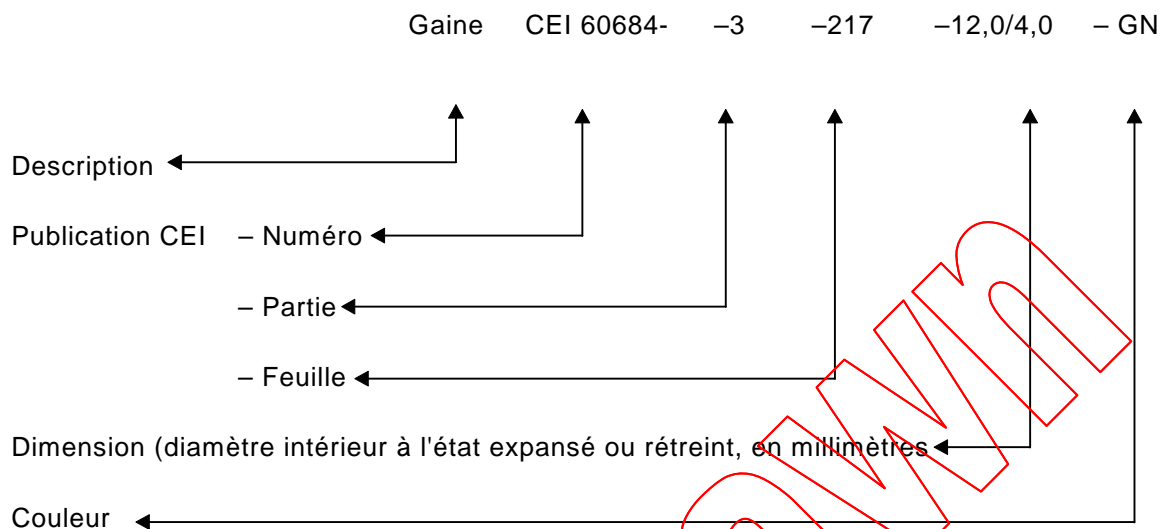 Gaine CEI 60684- –3 –217 –12,0/4,0 – GN
Description
Publication CEI – Numéro
– Partie
– Feuille
Dimension (diamètre intérieur à l'état expansé ou rétreint, en millimètres
Couleur